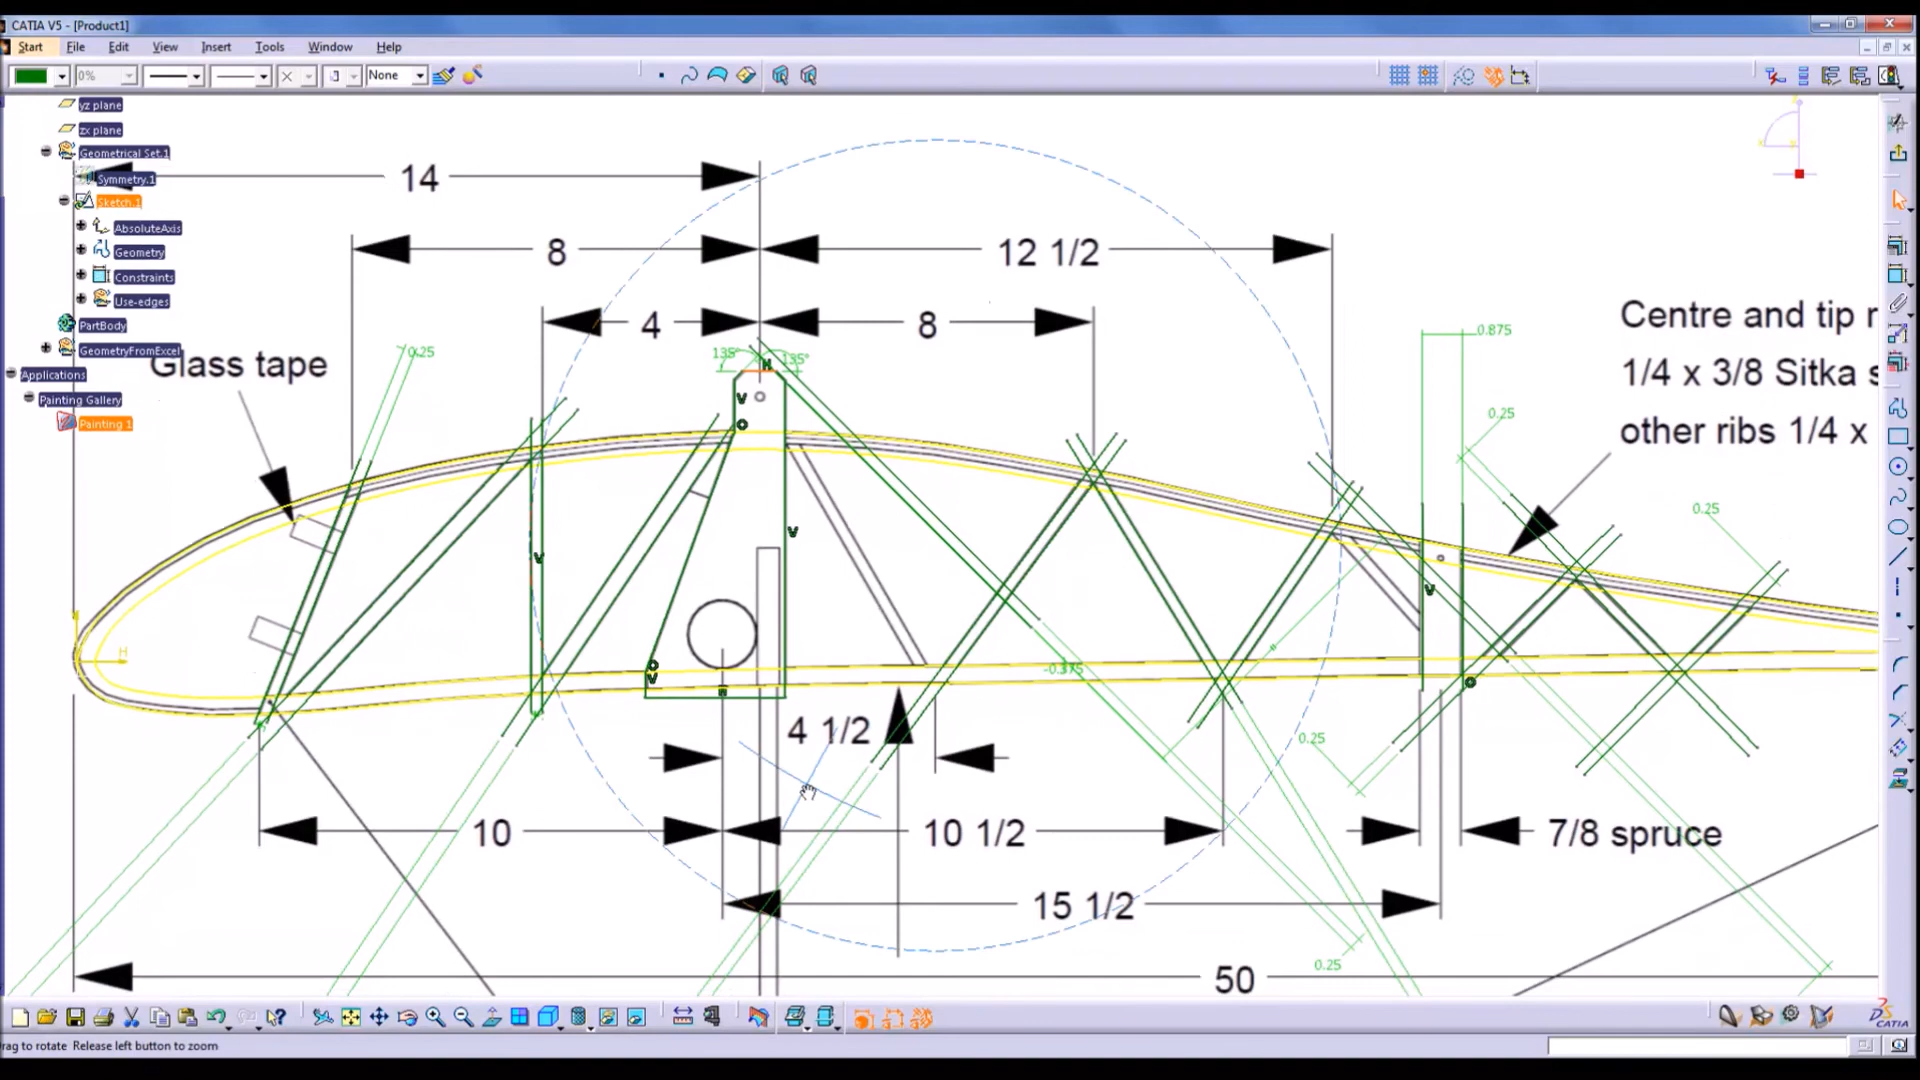 CATIA V5 - [Product1]
Start File Edit View Insert Tools Window Help
0% None
yz plane
zx plane
Geometrical Set.1
Symmetry.1
Sketch.1
AbsoluteAxis
Geometry
Constraints
Use-edges
PartBody
GeometryFromExcel
Applications
Painting Gallery
Painting 1
14
8
12 1/2
4
8
Glass tape
0.25
135°
135°
H
V
V
V
V
V
H
H
0.875
0.25
0.25
Centre and tip r
1/4 x 3/8 Sitka s
other ribs 1/4 x
-0.375
4 1/2
0.25
10
10 1/2
7/8 spruce
15 1/2
0.25
50
CATIA
rag to rotate Release left button to zoom